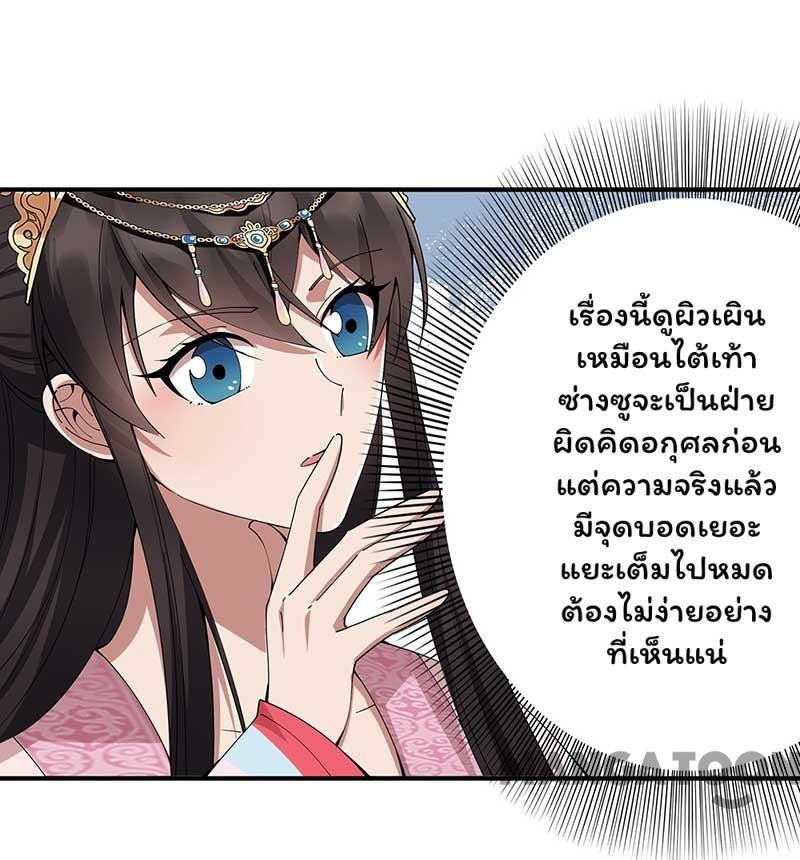 เรื่องนี้ดูผิวเผิน
เหมือนไต้เท้า
ซ่างซูจะเป็นฝ่าย
ผิดคิดอกุศลก่อน
แต่ความจริงแล้ว
มีจุดบอดเยอะ
แยะเต็มไปหมด
ต้องไม่ง่ายอย่าง
ที่เห็นแน่